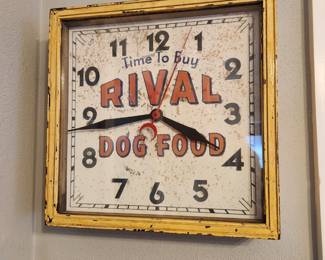 11 12 1
Time To Buy
10 2
RIVAL
9 3
DOG FOOD
8 4
7 6 5